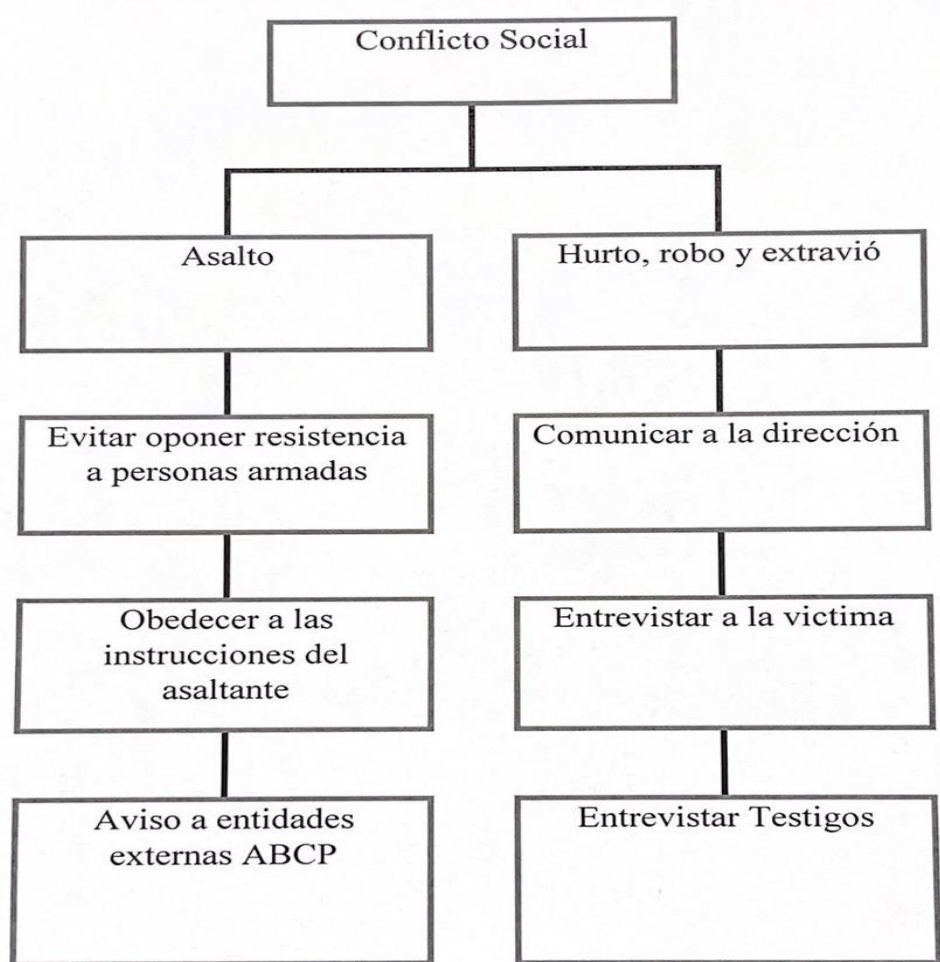 Conflicto Social
Asalto
Hurto, robo y extravió
Evitar oponer resistencia
a personas armadas
Comunicar a la dirección
Obedecer a las
instrucciones del
asaltante
Entrevistar a la victima
Aviso a entidades
externas ABCP
Entrevistar Testigos